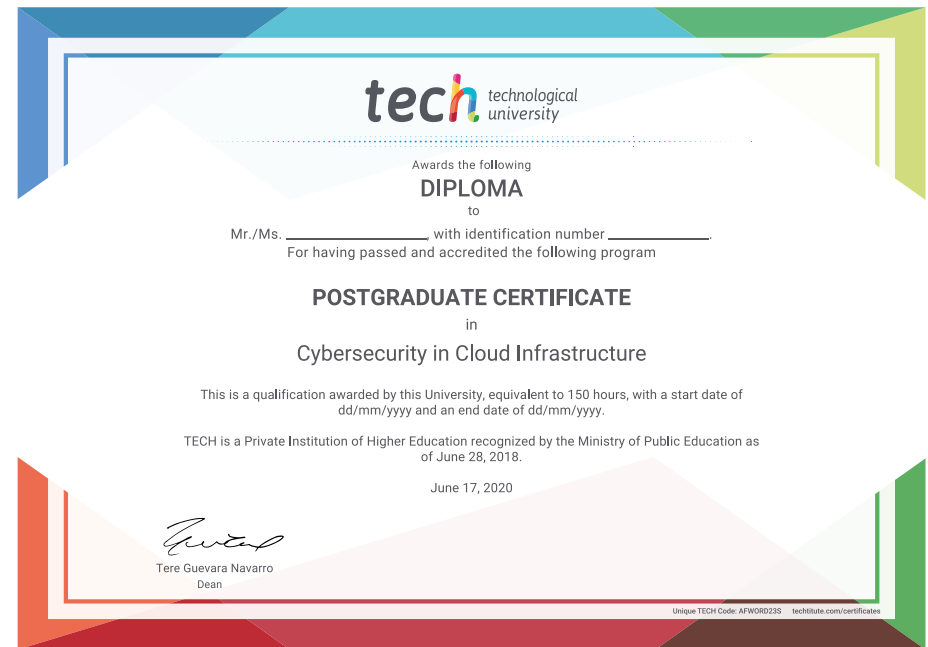 tech technological university
Awards the following
DIPLOMA
to
Mr./Ms. ____________________, with identification number ______________.
For having passed and accredited the following program
POSTGRADUATE CERTIFICATE
in
Cybersecurity in Cloud Infrastructure
This is a qualification awarded by this University, equivalent to 150 hours, with a start date of
dd/mm/yyyy and an end date of dd/mm/yyyy.
TECH is a Private Institution of Higher Education recognized by the Ministry of Public Education as
of June 28, 2018.
June 17, 2020
Tere Guevara Navarro
Dean
Unique TECH Code: AFWORD23S techtitute.com/certificates